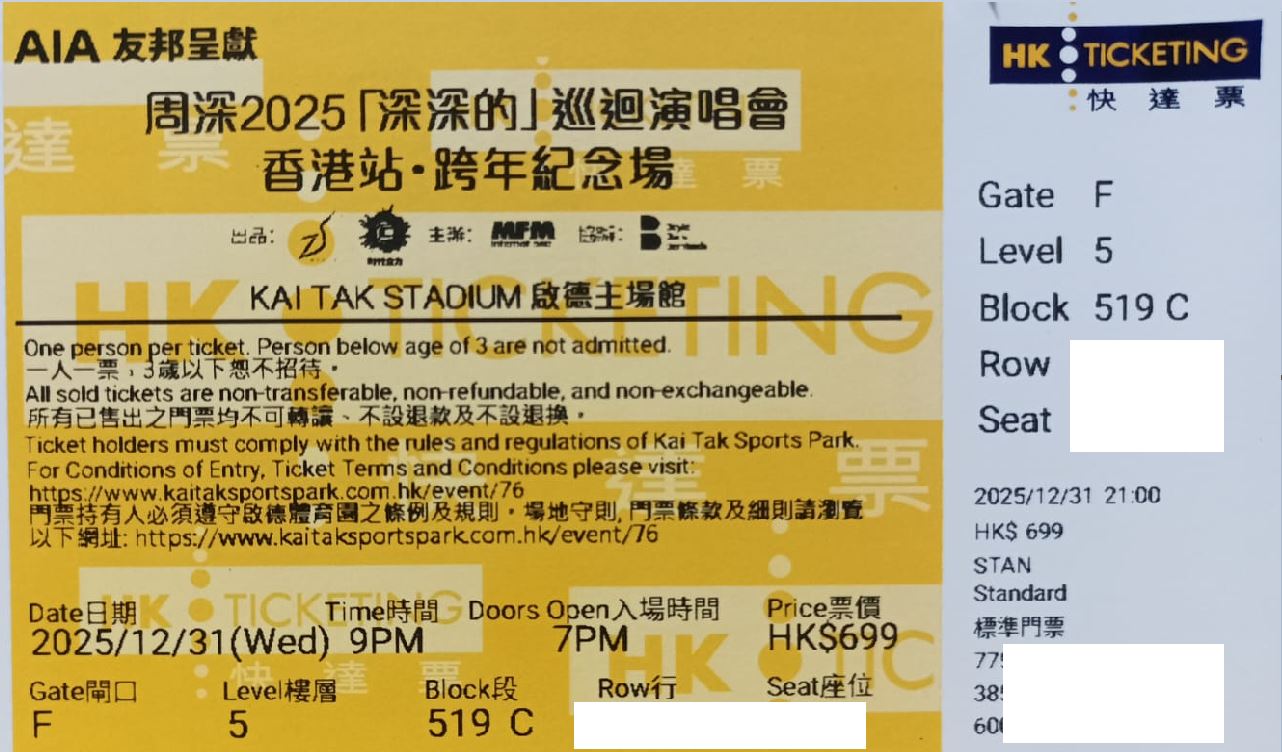 AIA 友邦呈獻
周深2025「深深的」巡迴演唱會
香港站·跨年紀念場
出品: 主辦: MFM 協辦:
KAI TAK STADIUM 啟德主場館
One person per ticket. Person below age of 3 are not admitted.
一人一票，3歲以下恕不招待。
All sold tickets are non-transferable, non-refundable, and non-exchangeable.
所有已售出之門票均不可轉讓、不設退款及不設退換。
Ticket holders must comply with the rules and regulations of Kai Tak Sports Park.
For Conditions of Entry, Ticket Terms and Conditions please visit:
https://www.kaitaksportspark.com.hk/event/76
門票持有人必須遵守啟德體育園之條例及規則。場地守則, 門票條款及細則請瀏覽
以下網址: https://www.kaitaksportspark.com.hk/event/76
Date日期 Time時間 Doors Open入場時間 Price票價
2025/12/31(Wed) 9PM 7PM HK$699
Gate閘口 Level樓層 Block段 Row行 Seat座位
F 5 519 C
HK TICKETING
快達票
Gate F
Level 5
Block 519 C
Row
Seat
2025/12/31 21:00
HK$ 699
STAN
Standard
標準門票
77
38
60